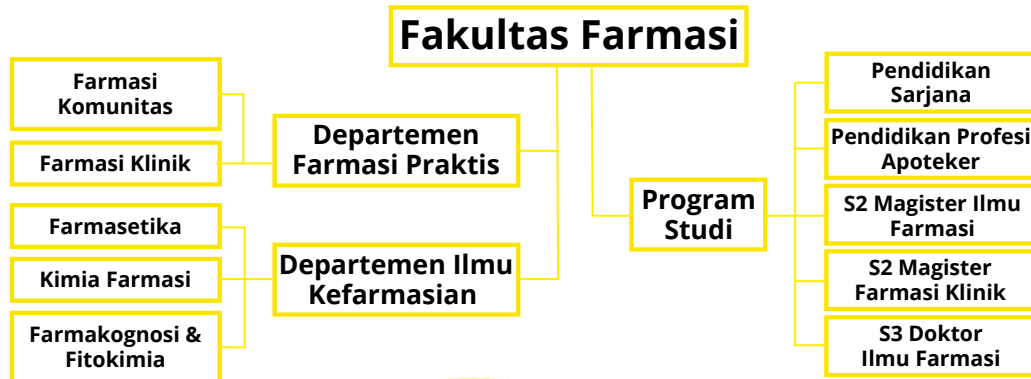 Fakultas Farmasi
Farmasi
Komunitas
Farmasi Klinik
Departemen
Farmasi Praktis
Farmasetika
Kimia Farmasi
Farmakognosi &
Fitokimia
Departemen Ilmu
Kefarmasian
Program
Studi
Pendidikan
Sarjana
Pendidikan Profesi
Apoteker
S2 Magister Ilmu
Farmasi
S2 Magister
Farmasi Klinik
S3 Doktor
Ilmu Farmasi